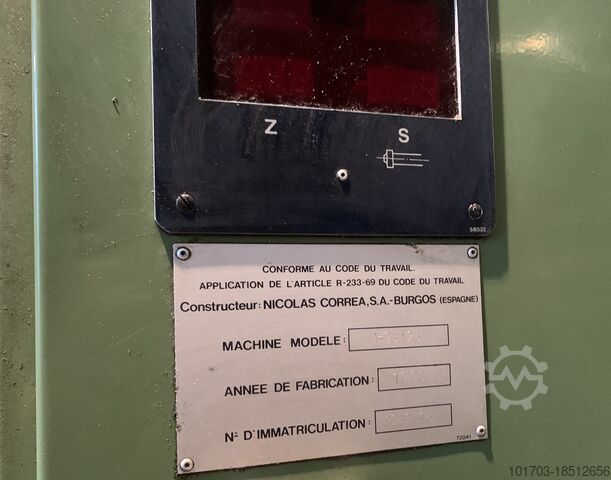 Z S
58032
CONFORME AU CODE DU TRAVAIL.
APPLICATION DE L'ARTICLE R-233-69 DU CODE DU TRAVAIL
Constructeur: NICOLAS CORREA, S.A.-BURGOS (ESPAGNE)
MACHINE MODELE:
ANNEE DE FABRICATION:
Nº D'IMMATRICULATION:
72041
101703-18512656